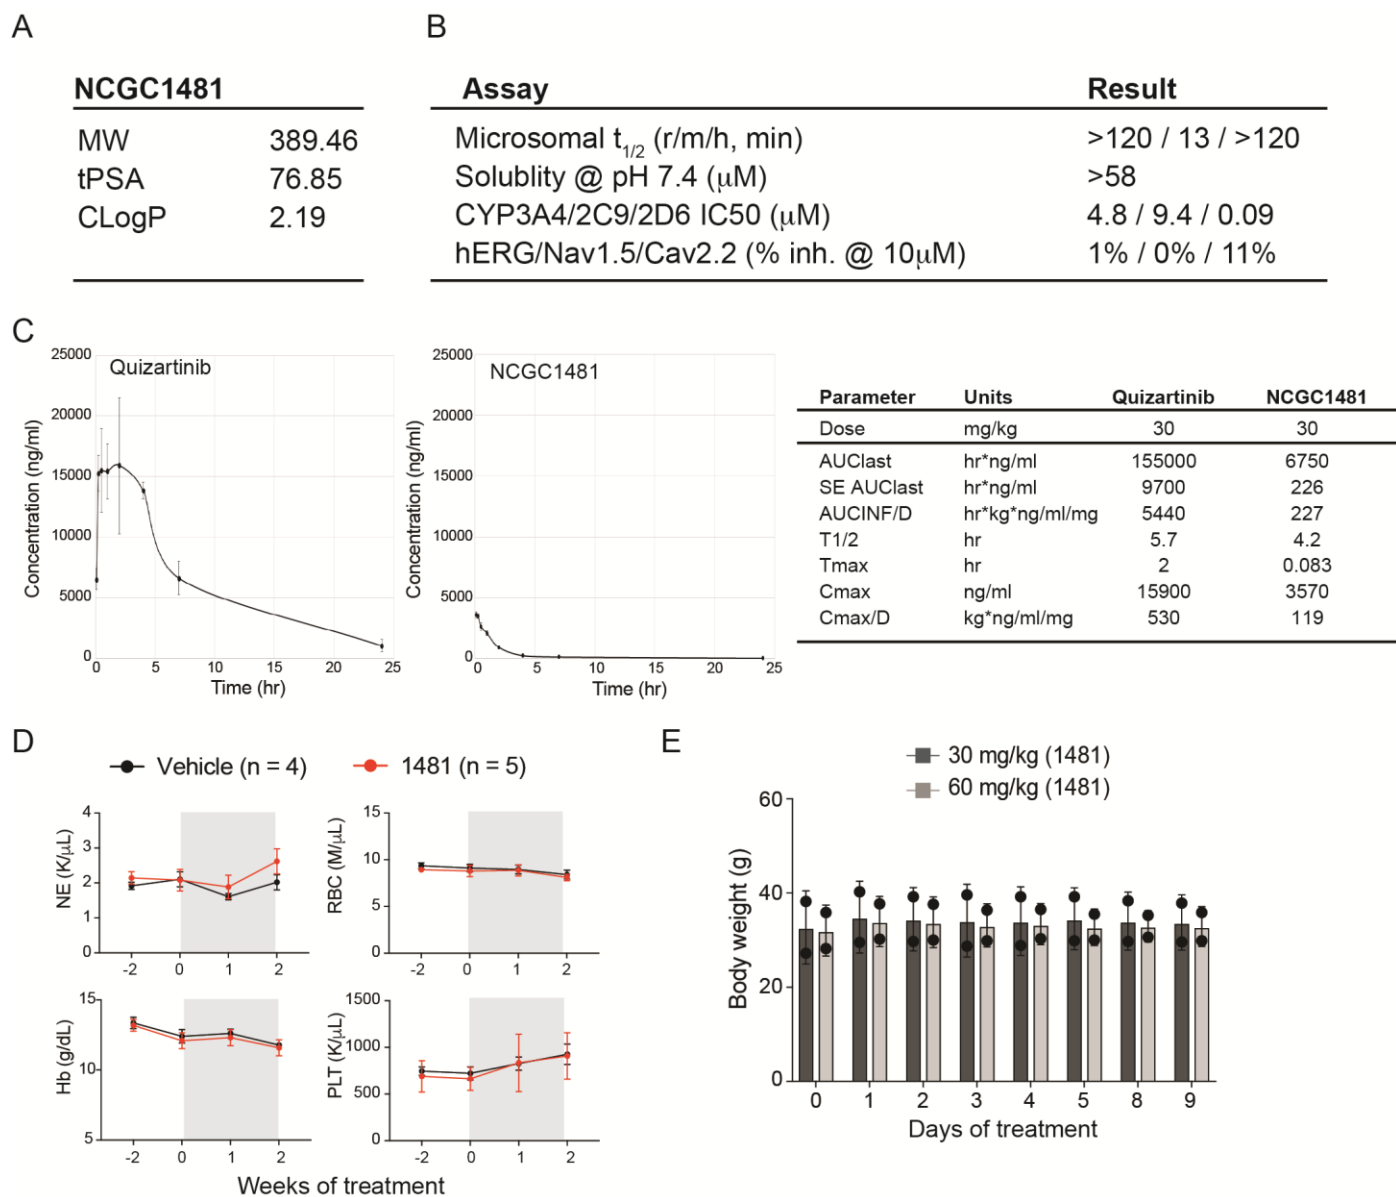 A
NCGC1481
MW 389.46
tPSA 76.85
CLogP 2.19
B
Assay Result
Microsomal t1/2 (r/m/h, min) >120 / 13 / >120
Solublity @ pH 7.4 (μM) >58
CYP3A4/2C9/2D6 IC50 (μM) 4.8 / 9.4 / 0.09
hERG/Nav1.5/Cav2.2 (% inh. @ 10μM) 1% / 0% / 11%
C
Quizartinib
Concentration (ng/ml)
25000
20000
15000
10000
5000
0
0 5 10 15 20 25
Time (hr)
NCGC1481
Concentration (ng/ml)
25000
20000
15000
10000
5000
0
0 5 10 15 20 25
Time (hr)
Parameter Units Quizartinib NCGC1481
Dose mg/kg 30 30
AUClast hr*ng/ml 155000 6750
SE AUClast hr*ng/ml 9700 226
AUCINF/D hr*kg*ng/ml/mg 5440 227
T1/2 hr 5.7 4.2
Tmax hr 2 0.083
Cmax ng/ml 15900 3570
Cmax/D kg*ng/ml/mg 530 119
D
Vehicle (n = 4) 1481 (n = 5)
NE (K/μL)
4
3
2
1
0
-2 0 1 2
RBC (M/μL)
15
10
5
0
-2 0 1 2
Hb (g/dL)
15
10
5
-2 0 1 2
PLT (K/μL)
1500
1000
500
0
-2 0 1 2
Weeks of treatment
E
30 mg/kg (1481)
60 mg/kg (1481)
Body weight (g)
60
40
20
0
0 1 2 3 4 5 8 9
Days of treatment